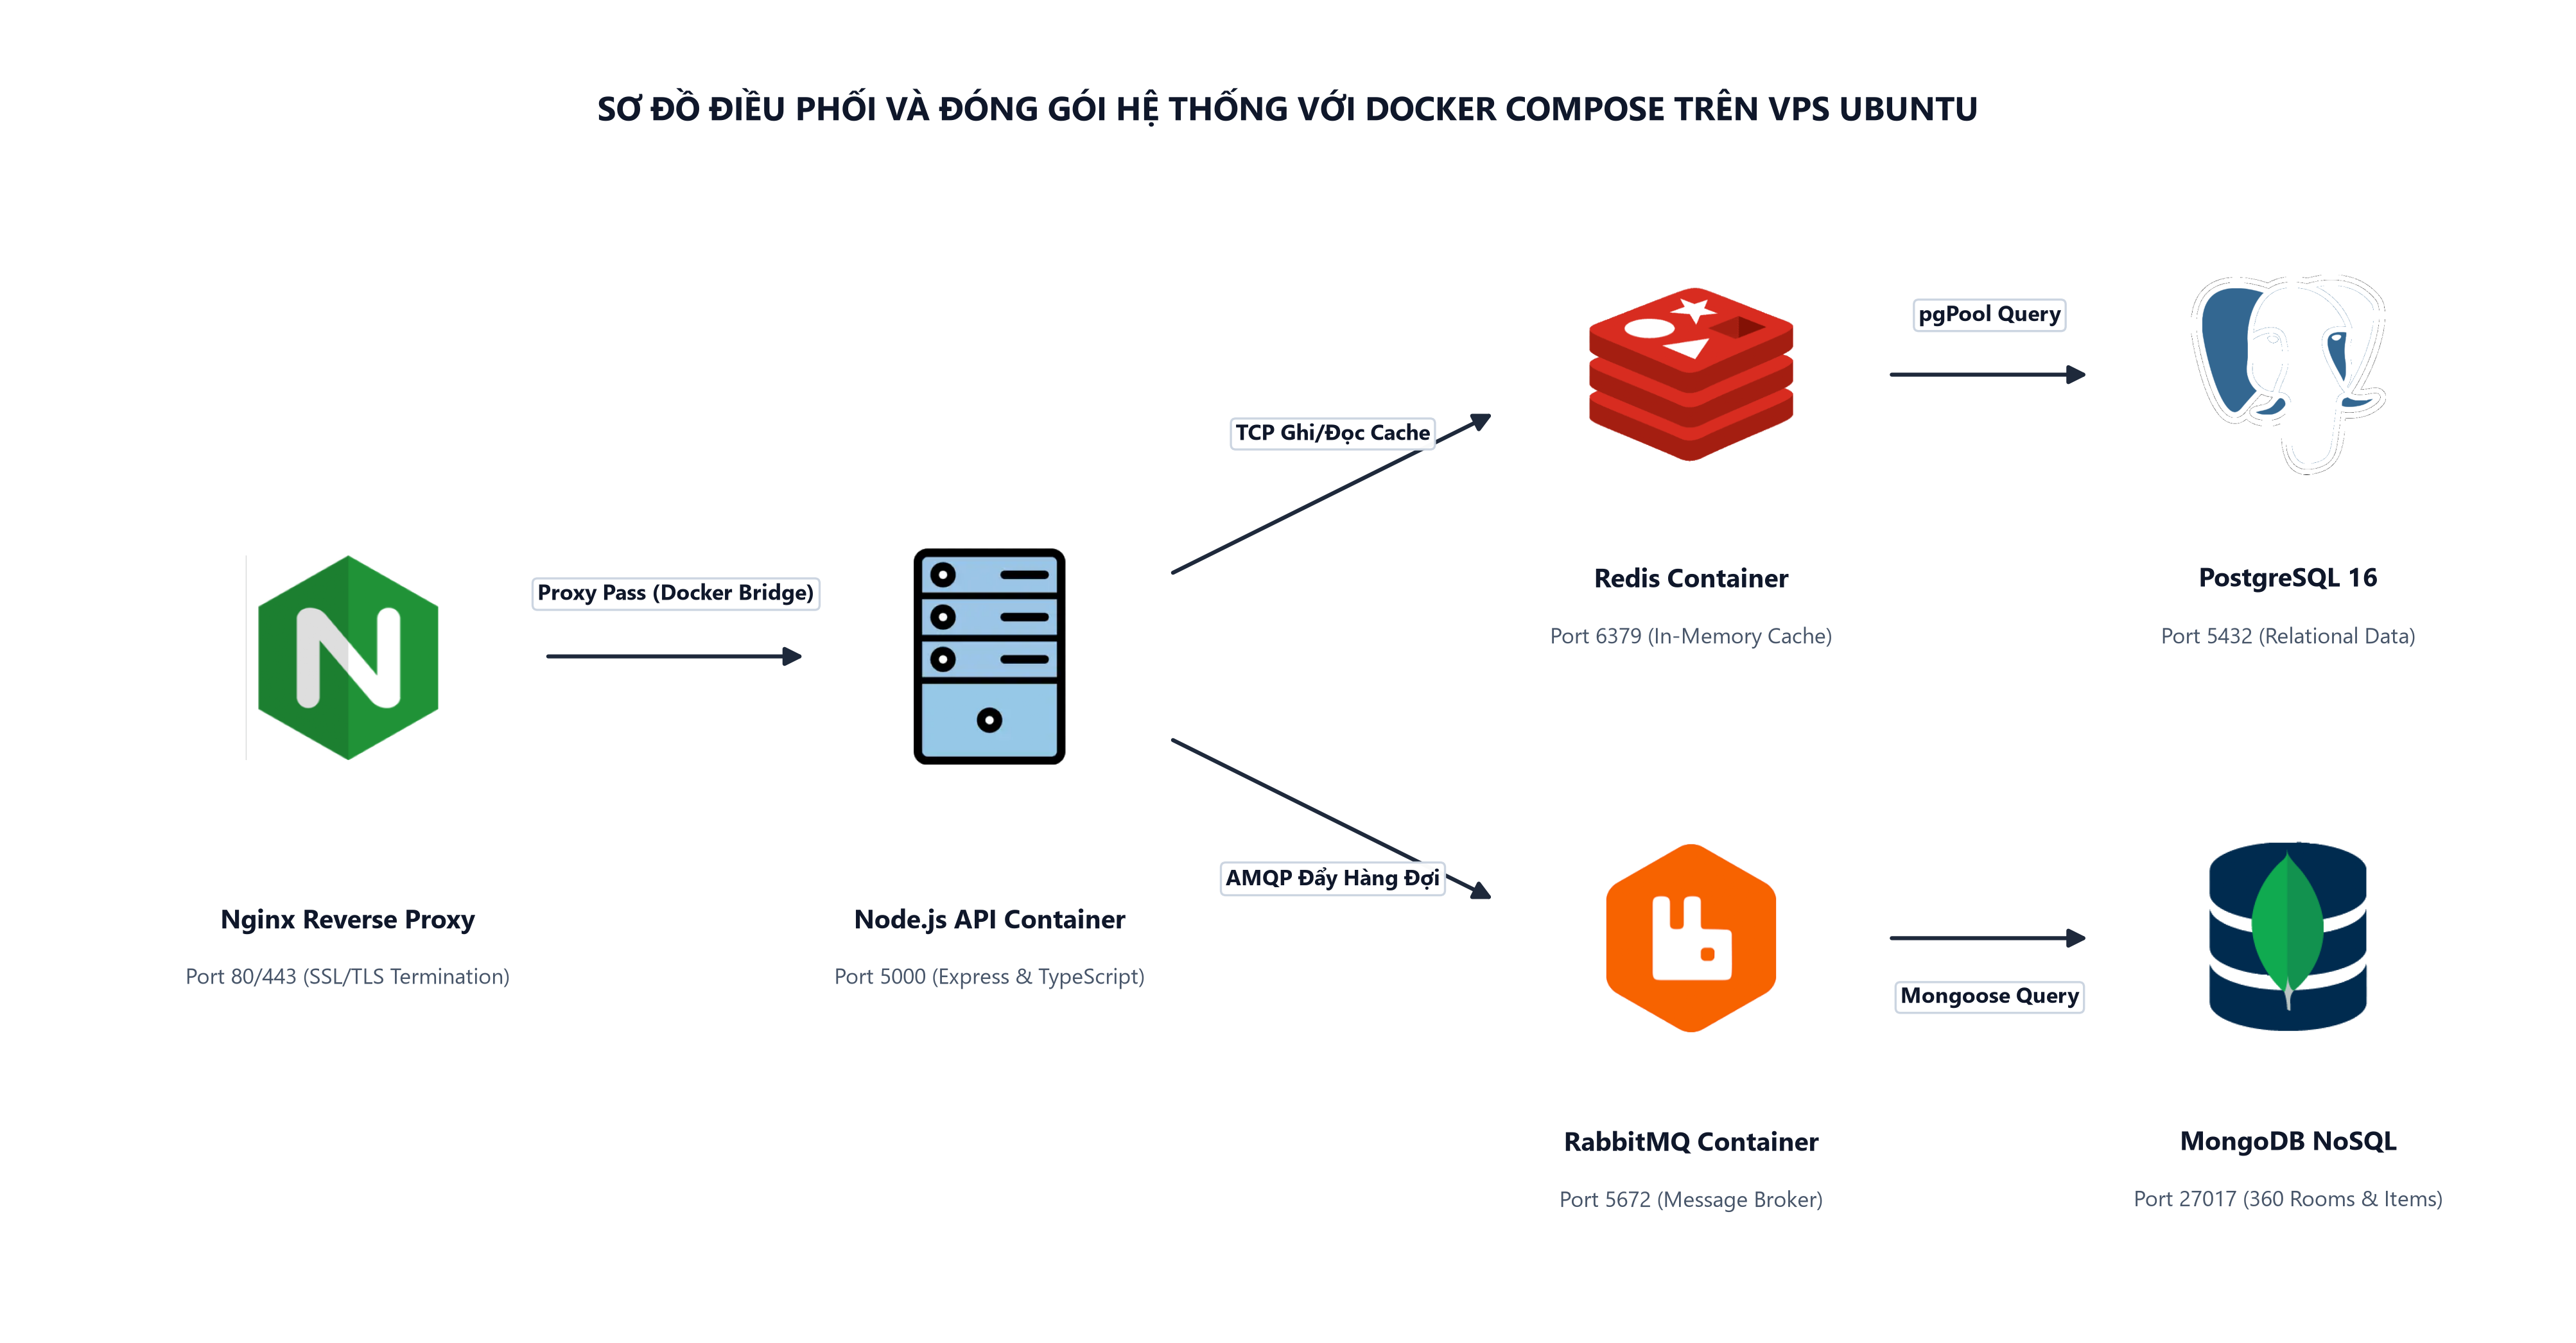 SƠ ĐỒ ĐIỀU PHỐI VÀ ĐÓNG GÓI HỆ THỐNG VỚI DOCKER COMPOSE TRÊN VPS UBUNTU
Proxy Pass (Docker Bridge)
Nginx Reverse Proxy
Port 80/443 (SSL/TLS Termination)
Node.js API Container
Port 5000 (Express & TypeScript)
TCP Ghi/Đọc Cache
Redis Container
Port 6379 (In-Memory Cache)
pgPool Query
PostgreSQL 16
Port 5432 (Relational Data)
AMQP Đẩy Hàng Đợi
RabbitMQ Container
Port 5672 (Message Broker)
Mongoose Query
MongoDB NoSQL
Port 27017 (360 Rooms & Items)